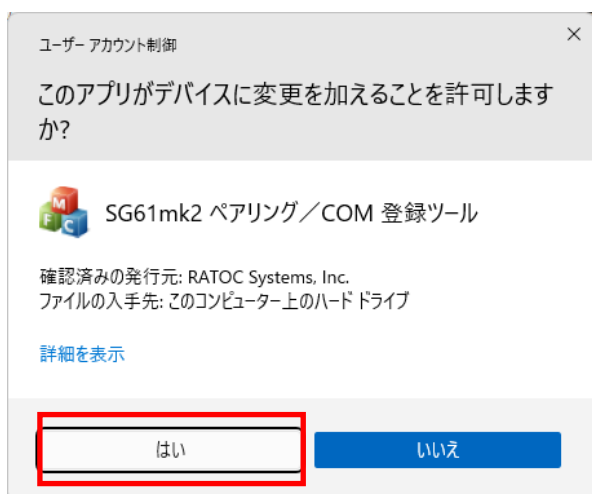 ユーザー アカウント制御
このアプリがデバイスに変更を加えることを許可します
か?
M
F
C
SG61mk2 ペアリング／COM 登録ツール
確認済みの発行元: RATOC Systems, Inc.
ファイルの入手先: このコンピューター上のハード ドライブ
詳細を表示
はい
いいえ